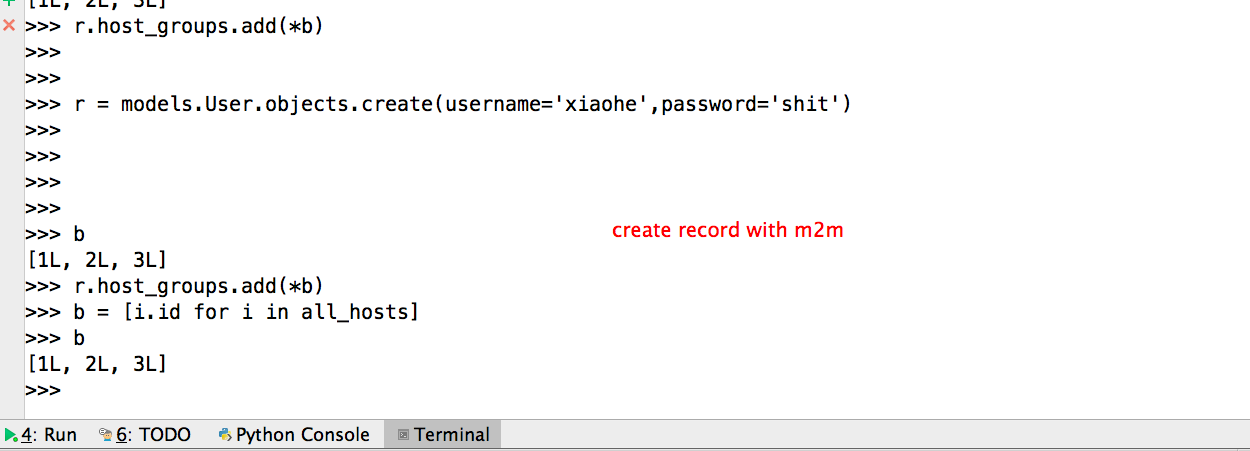 [1L, 2L, 3L]
>>> r.host_groups.add(*b)
>>>
>>>
>>> r = models.User.objects.create(username='xiaohe',password='shit')
>>>
>>>
>>>
>>>
>>> b
create record with m2m
[1L, 2L, 3L]
>>> r.host_groups.add(*b)
>>> b = [i.id for i in all_hosts]
>>> b
[1L, 2L, 3L]
>>>
4: Run 6: TODO Python Console Terminal